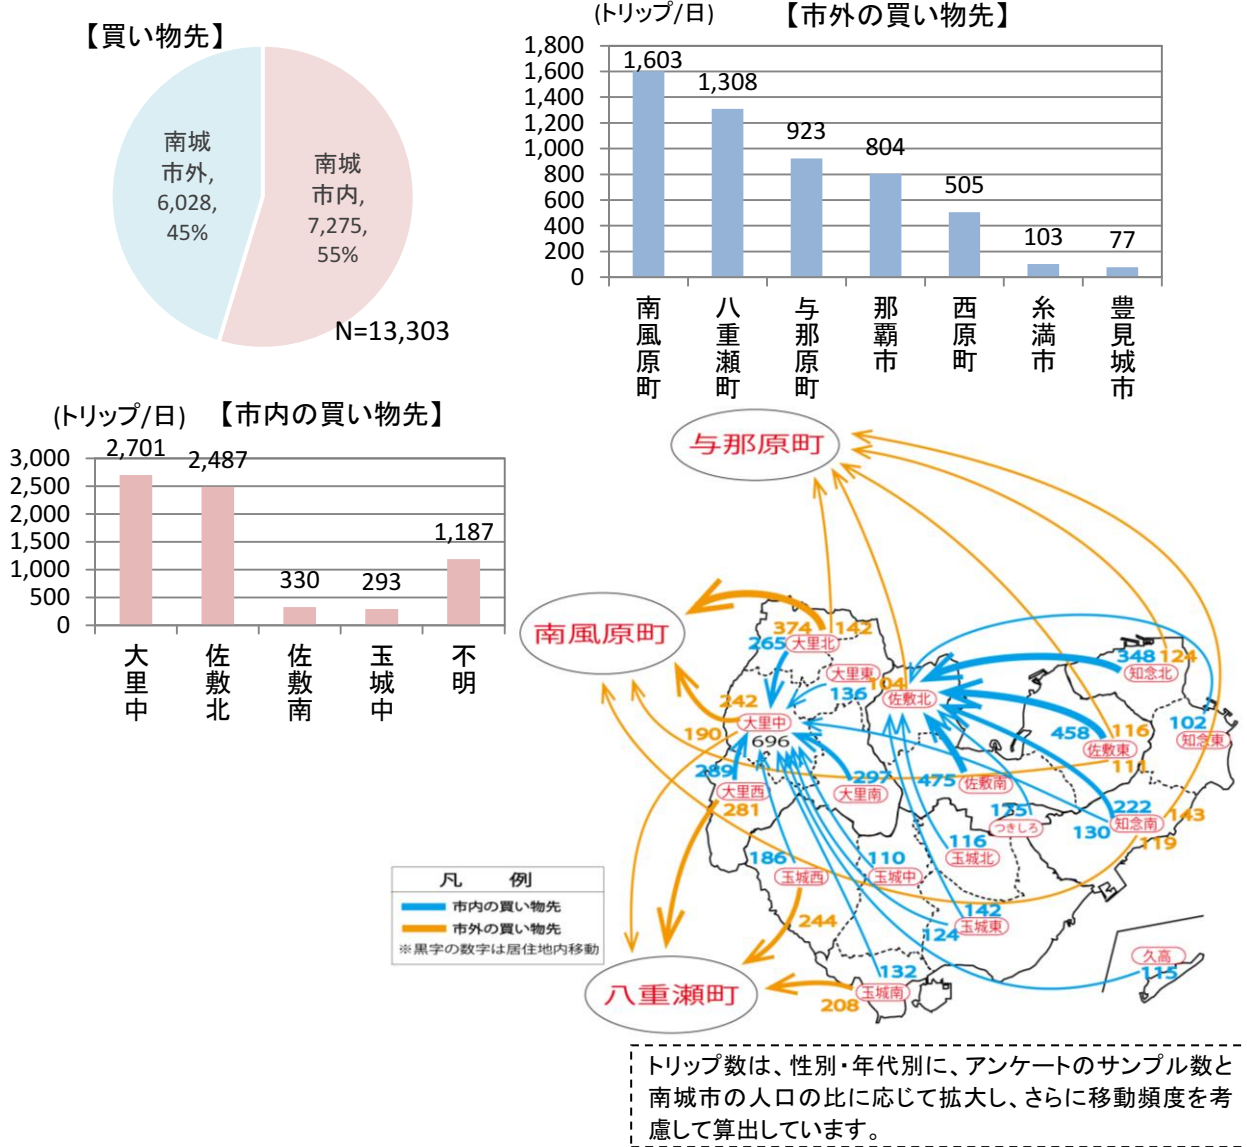 【買い物先】
南城
市外,
6,028,
45%
南城
市内,
7,275,
55%
N=13,303
(トリップ/日) 【市外の買い物先】
1,800
1,600
1,400
1,200
1,000
800
600
400
200
0
1,603
1,308
923
804
505
103
77
南風原町
八重瀬町
与那原町
那覇市
西原町
糸満市
豊見城市
(トリップ/日) 【市内の買い物先】
3,000
2,500
2,000
1,500
1,000
500
0
2,701
2,487
330
293
1,187
大里中
佐敷北
佐敷南
玉城中
不明
与那原町
南風原町
八重瀬町
374
142
265
大里北
大里東
136
104
佐敷北
348
124
知念北
242
大里中
696
190
102
知念東
458
116
佐敷東
111
289
大里西
281
297
大里南
475
佐敷南
175
つきしろ
222
知念南
143
130
119
186
玉城西
110
玉城中
116
玉城北
244
142
玉城東
124
132
玉城南
208
久高
115
凡 例
市内の買い物先
市外の買い物先
※黒字の数字は居住地内移動
トリップ数は、性別・年代別に、アンケートのサンプル数と
南城市の人口の比に応じて拡大し、さらに移動頻度を考
慮して算出しています。